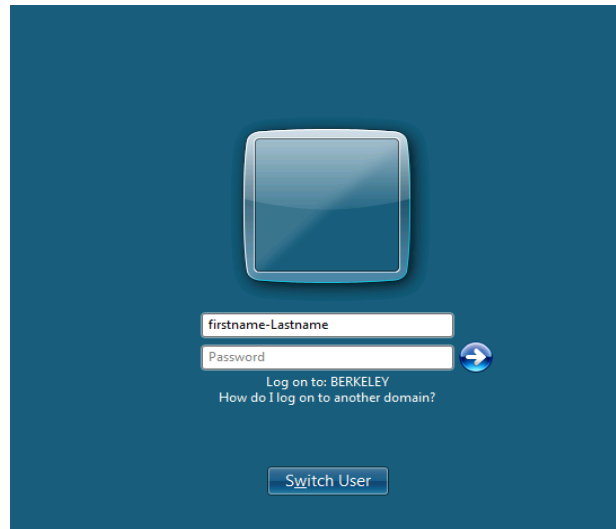 firstname-Lastname
Password
Log on to: BERKELEY
How do I log on to another domain?
Switch User